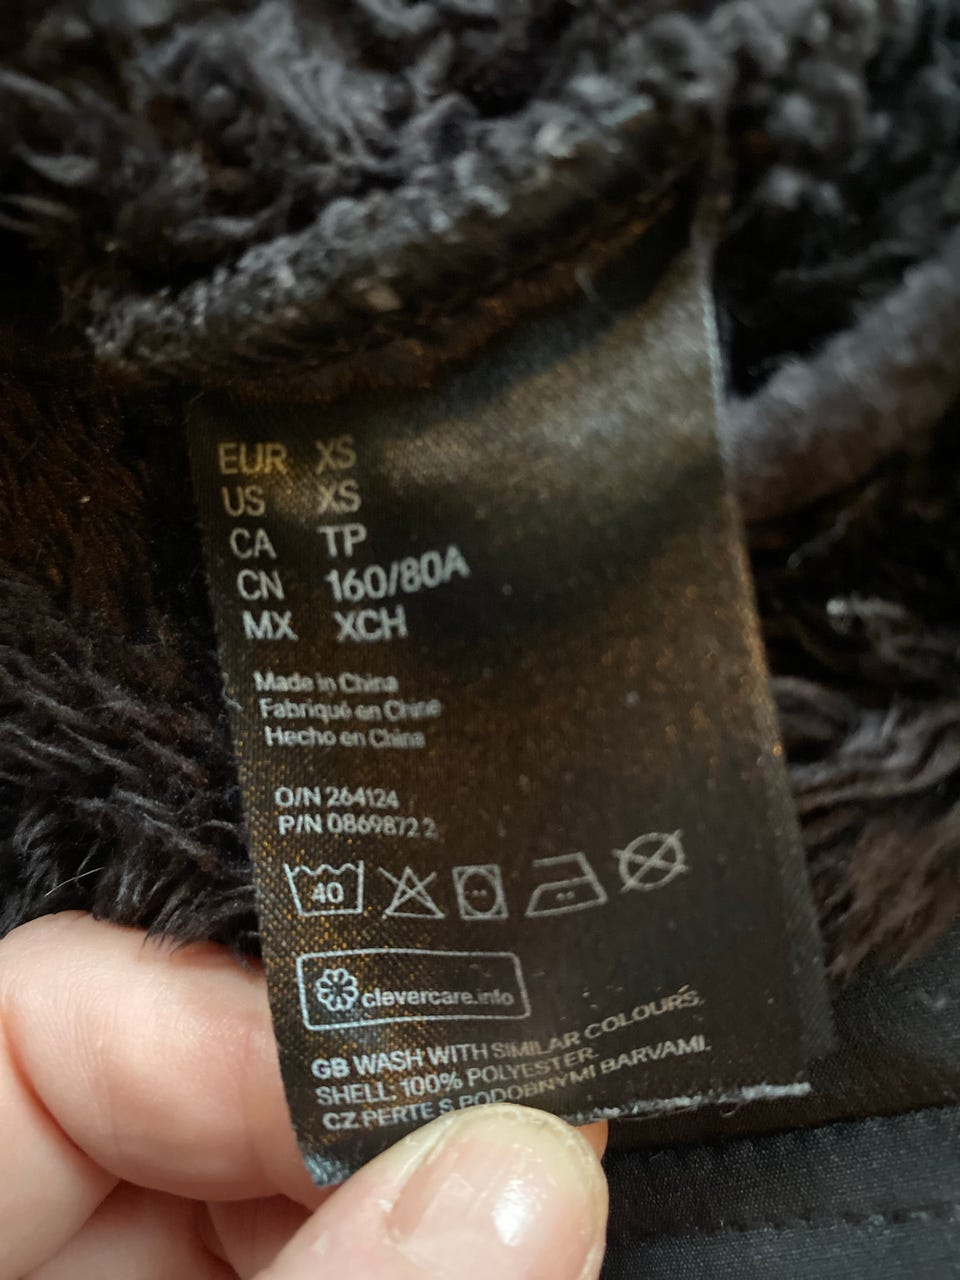 EUR XS
US XS
CA TP
CN 160/80A
MX XCH
Made in China
Fabriqué en Chine
Hecho en China
O/N 264124
P/N 0869872 2
40
clevercare.info
GB WASH WITH SIMILAR COLOURS.
SHELL: 100% POLYESTER.
CZ PERTE S PODOBNÝMI BARVAMI.